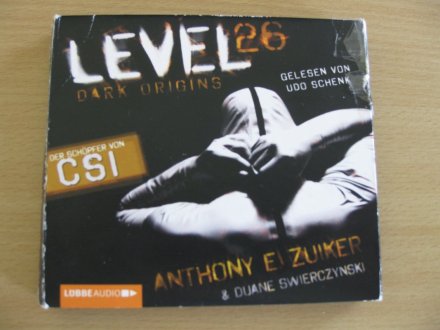 LEVEL 26
DARK ORIGINS
GELESEN VON
UDO SCHENK
DER SCHÖPFER VON
CSI
ANTHONY E. ZUIKER
& DUANE SWIERCZYNSKI
LÜBBE AUDIO